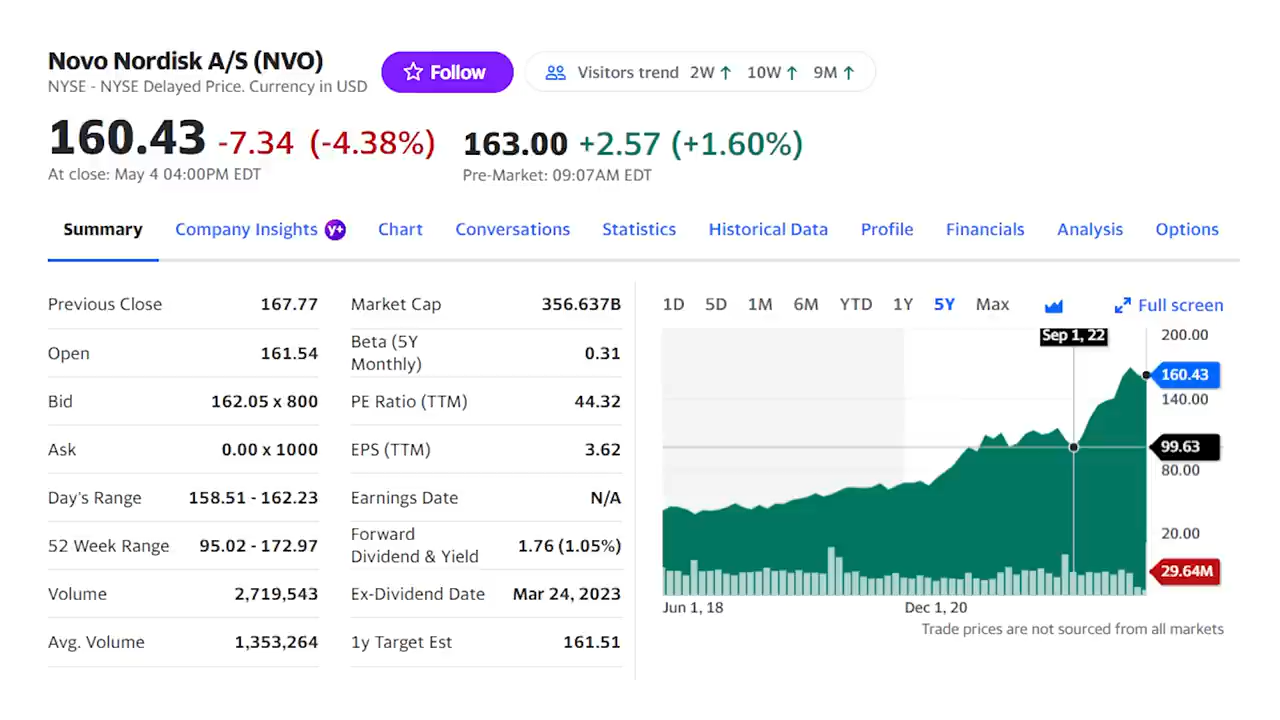 Novo Nordisk A/S (NVO)
NYSE - NYSE Delayed Price. Currency in USD
Follow
Visitors trend 2W↑ 10W↑ 9M↑
160.43 -7.34 (-4.38%)
At close: May 4 04:00PM EDT
163.00 +2.57 (+1.60%)
Pre-Market: 09:07AM EDT
Summary Company Insights Y+ Chart Conversations Statistics Historical Data Profile Financials Analysis Options
Previous Close 167.77
Open 161.54
Bid 162.05 x 800
Ask 0.00 x 1000
Day's Range 158.51 - 162.23
52 Week Range 95.02 - 172.97
Volume 2,719,543
Avg. Volume 1,353,264
Market Cap 356.637B
Beta (5Y
Monthly) 0.31
PE Ratio (TTM) 44.32
EPS (TTM) 3.62
Earnings Date N/A
Forward
Dividend & Yield 1.76 (1.05%)
Ex-Dividend Date Mar 24, 2023
1y Target Est 161.51
1D 5D 1M 6M YTD 1Y 5Y Max Full screen
Sep 1, 22
200.00
160.43
140.00
99.63
80.00
20.00
29.64M
Jun 1, 18 Dec 1, 20
Trade prices are not sourced from all markets